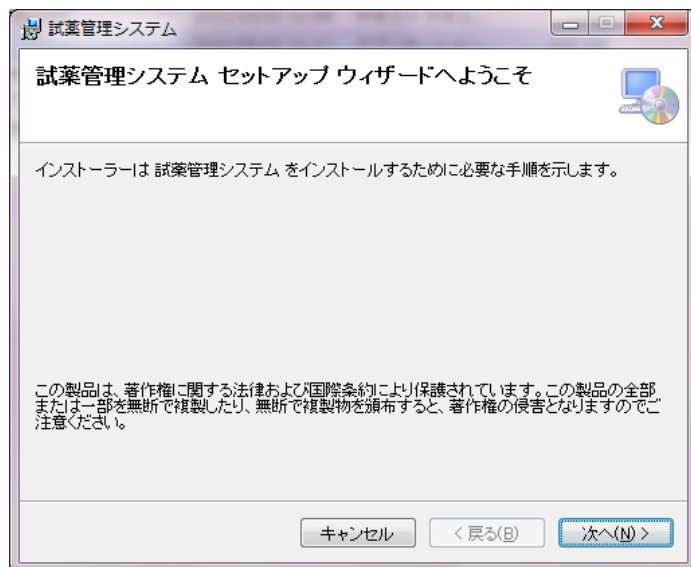 試薬管理システム
試薬管理システム セットアップ ウィザードへようこそ
インストーラーは 試薬管理システム をインストールするために必要な手順を示します。
この製品は、著作権に関する法律および国際条約により保護されています。この製品の全部
または一部を無断で複製したり、無断で複製物を頒布すると、著作権の侵害となりますのでご
注意ください。
キャンセル < 戻る(B) 次へ(N) >